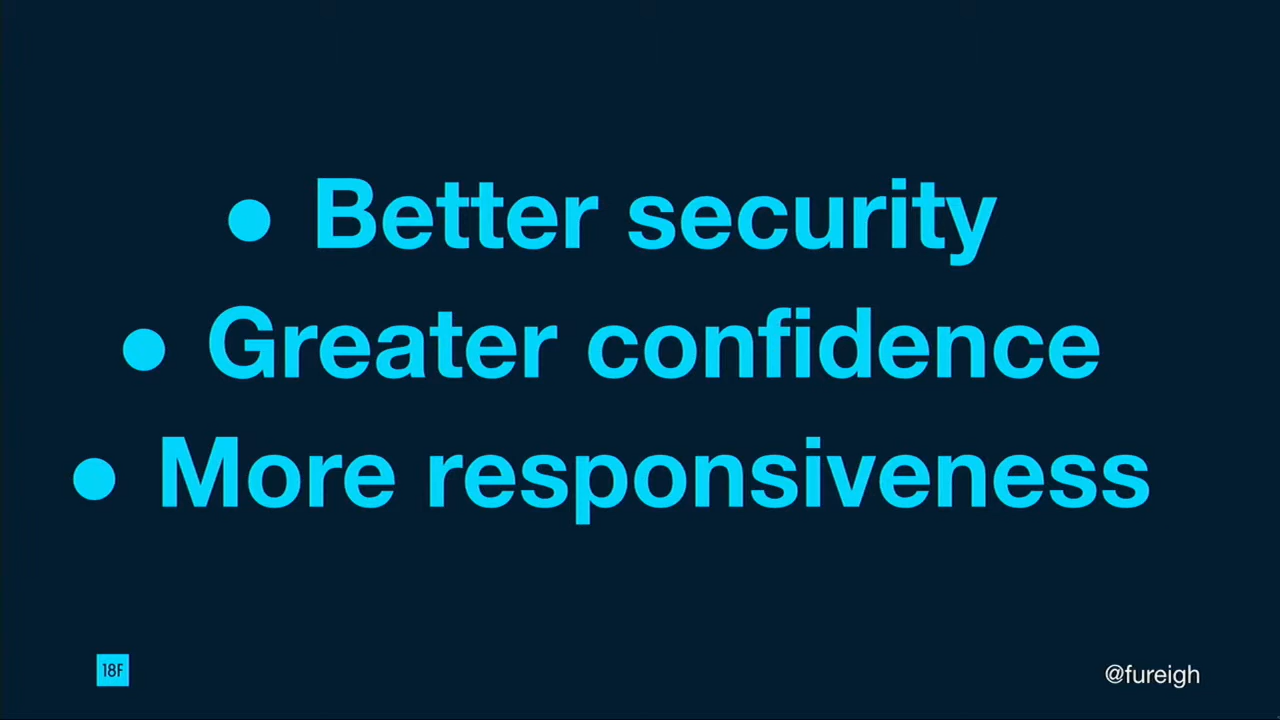 ● Better security
● Greater confidence
● More responsiveness
18F
@fureigh